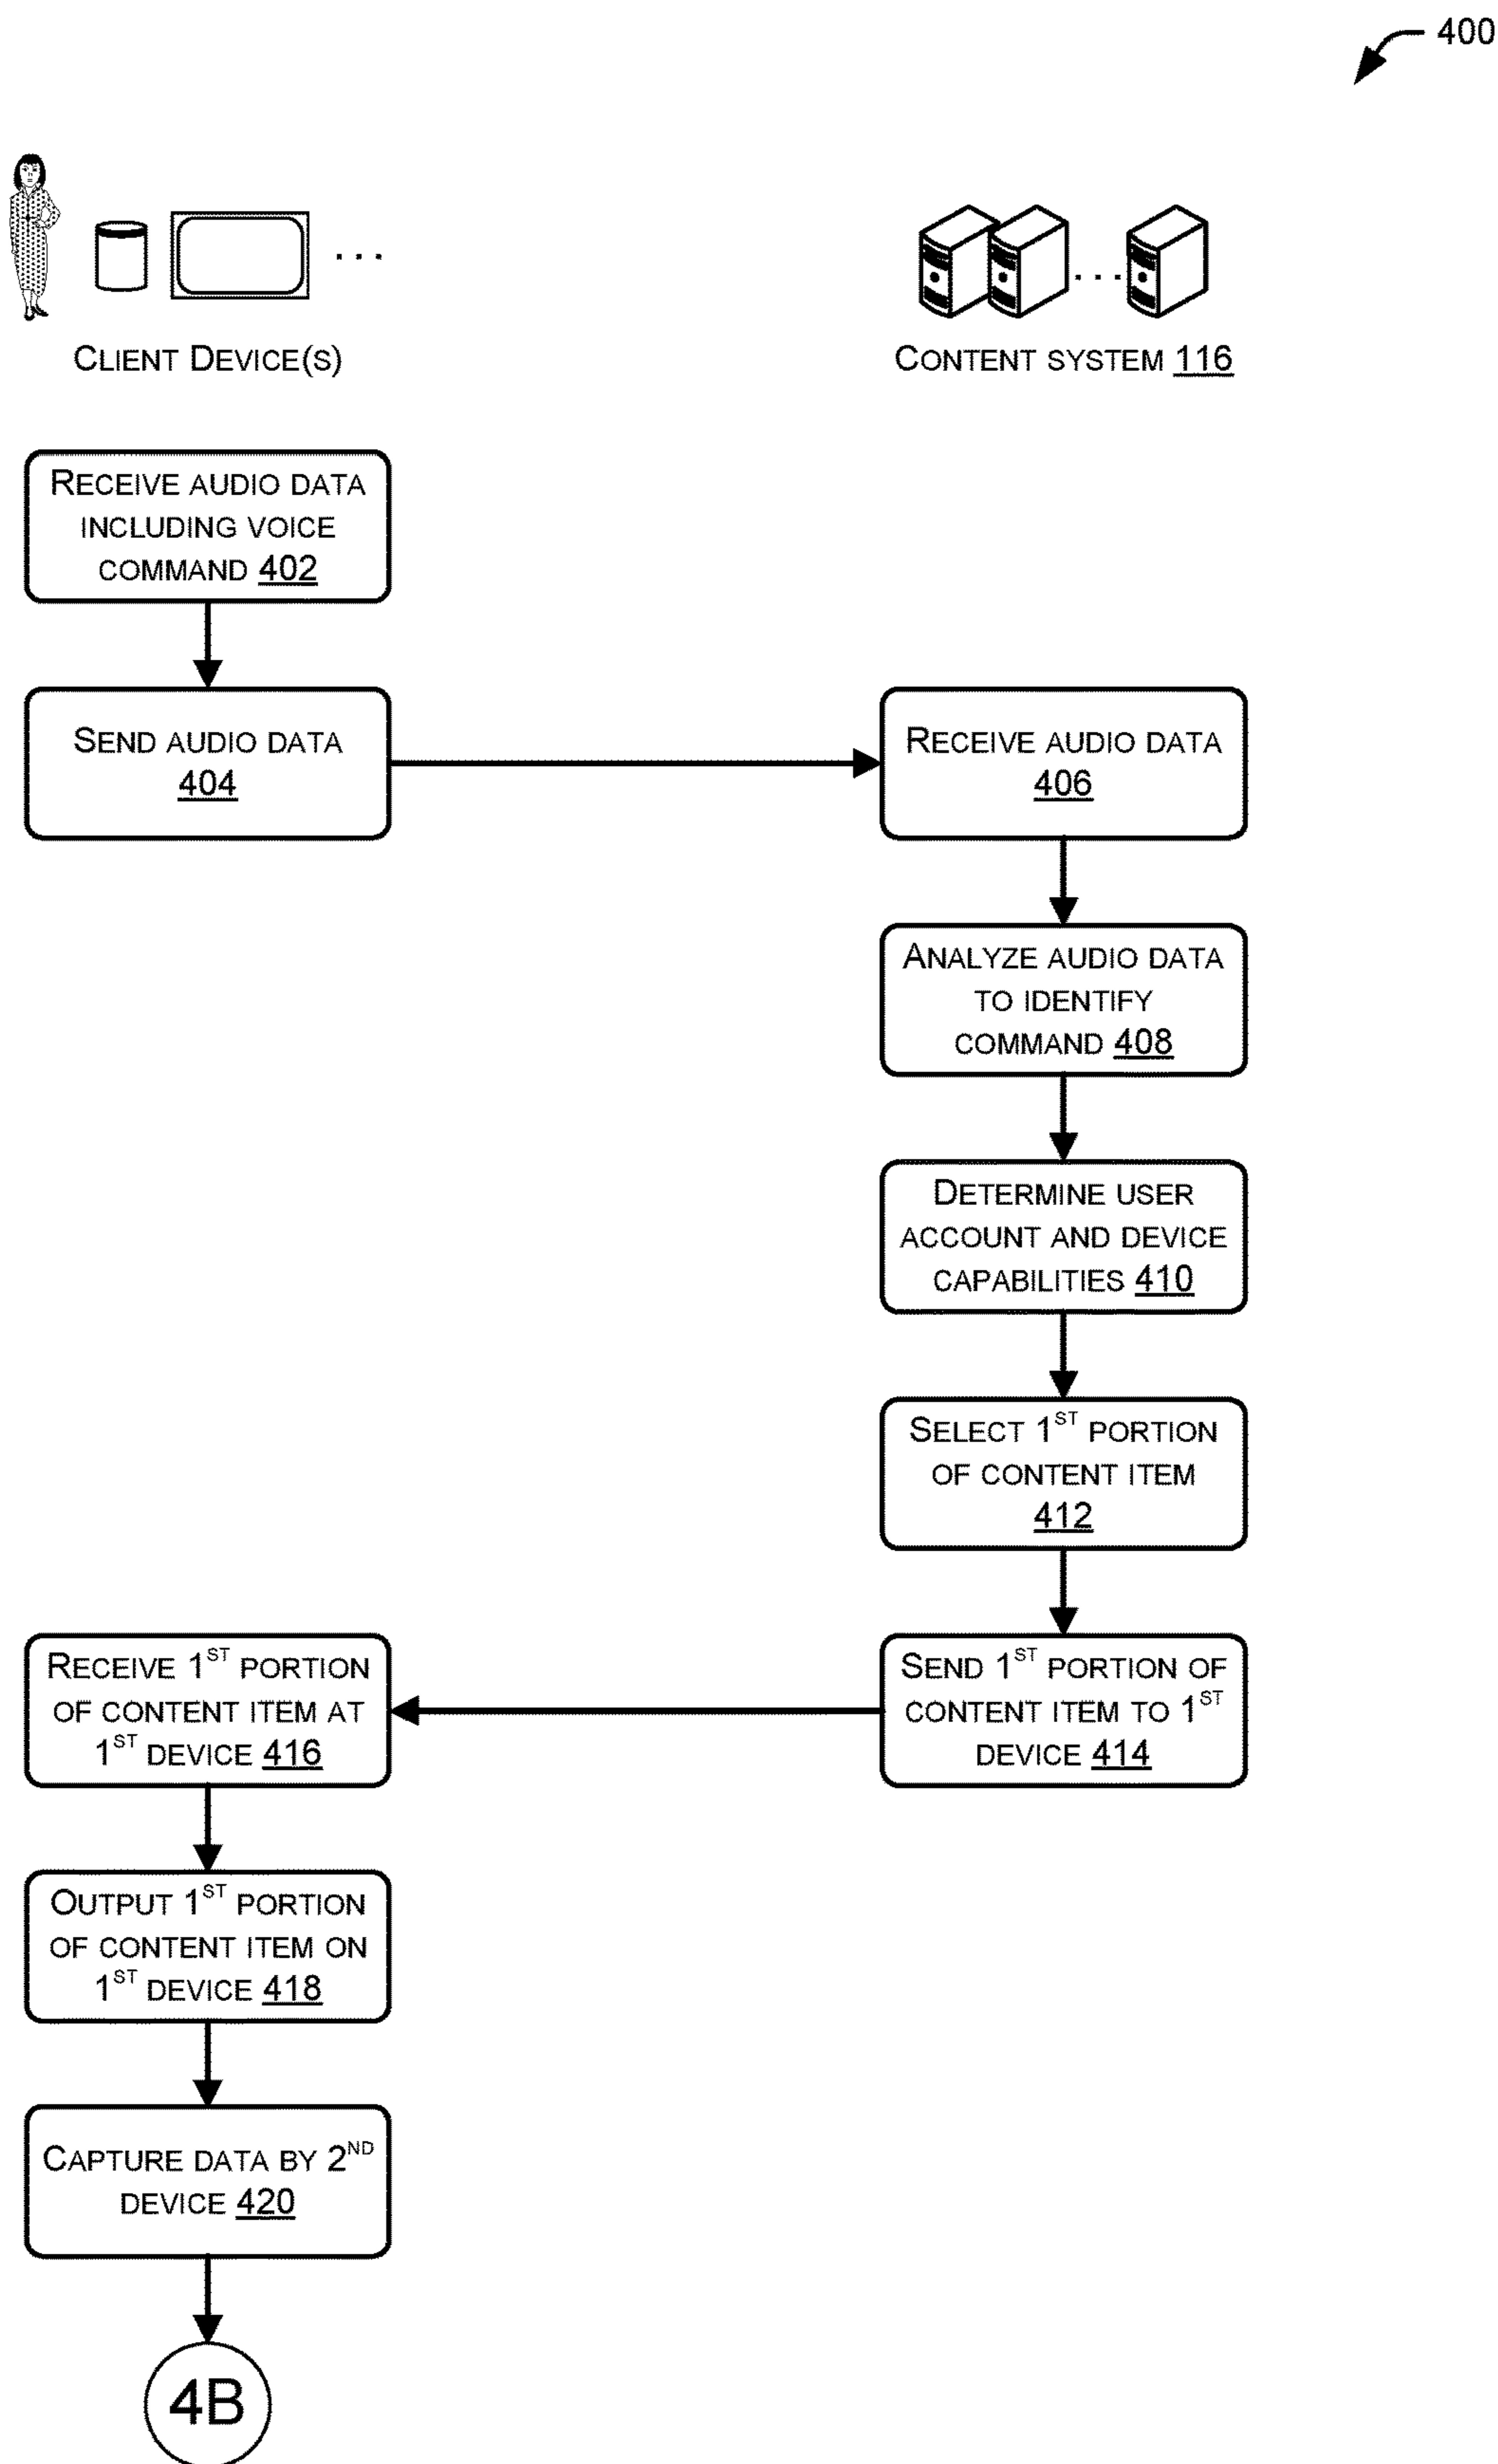 400
CLIENT DEVICE(S)
CONTENT SYSTEM 116
RECEIVE AUDIO DATA
INCLUDING VOICE
COMMAND 402
SEND AUDIO DATA
404
RECEIVE AUDIO DATA
406
ANALYZE AUDIO DATA
TO IDENTIFY
COMMAND 408
DETERMINE USER
ACCOUNT AND DEVICE
CAPABILITIES 410
SELECT 1ST PORTION
OF CONTENT ITEM
412
SEND 1ST PORTION OF
CONTENT ITEM TO 1ST
DEVICE 414
RECEIVE 1ST PORTION
OF CONTENT ITEM AT
1ST DEVICE 416
OUTPUT 1ST PORTION
OF CONTENT ITEM ON
1ST DEVICE 418
CAPTURE DATA BY 2ND
DEVICE 420
4B